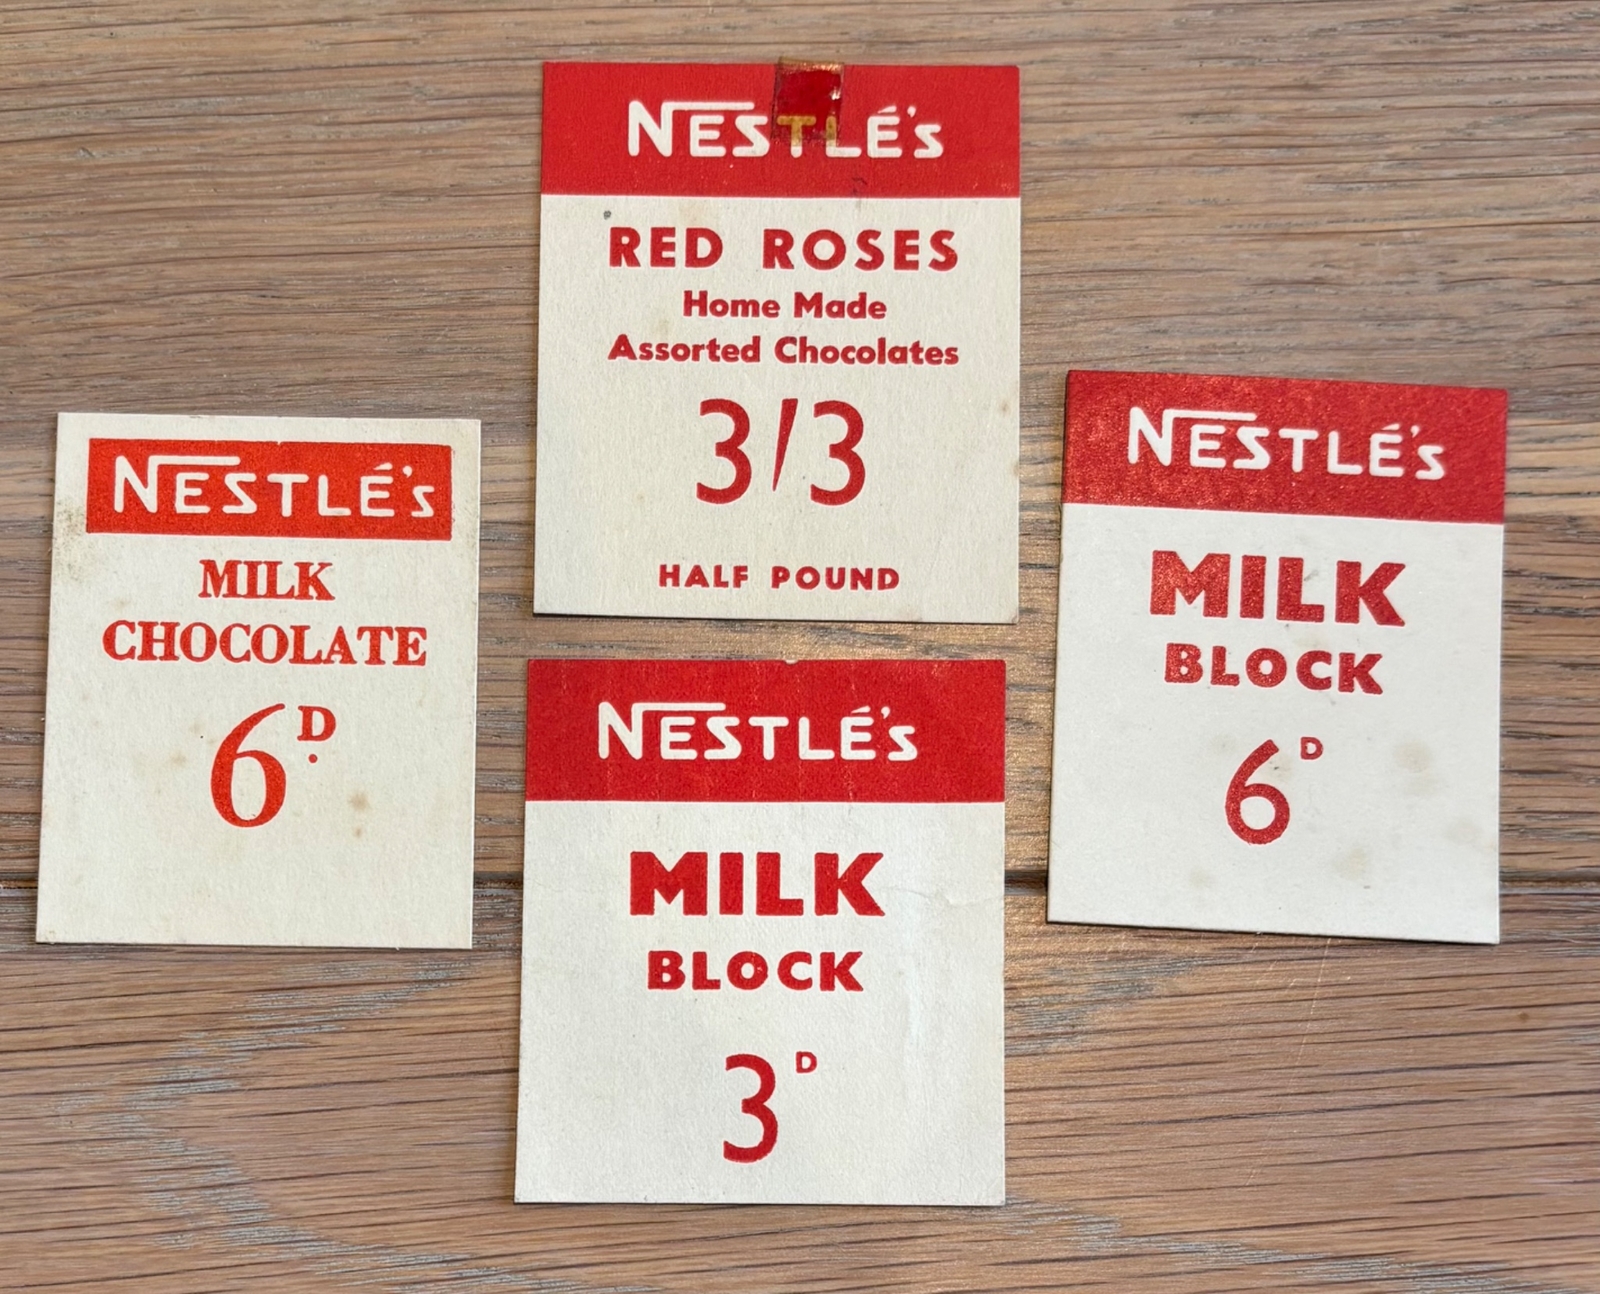 NESTLÉ's
RED ROSES
Home Made
Assorted Chocolates
3/3
HALF POUND
NESTLÉ's
MILK
CHOCOLATE
6D.
NESTLÉ's
MILK
BLOCK
6D
NESTLÉ's
MILK
BLOCK
3D